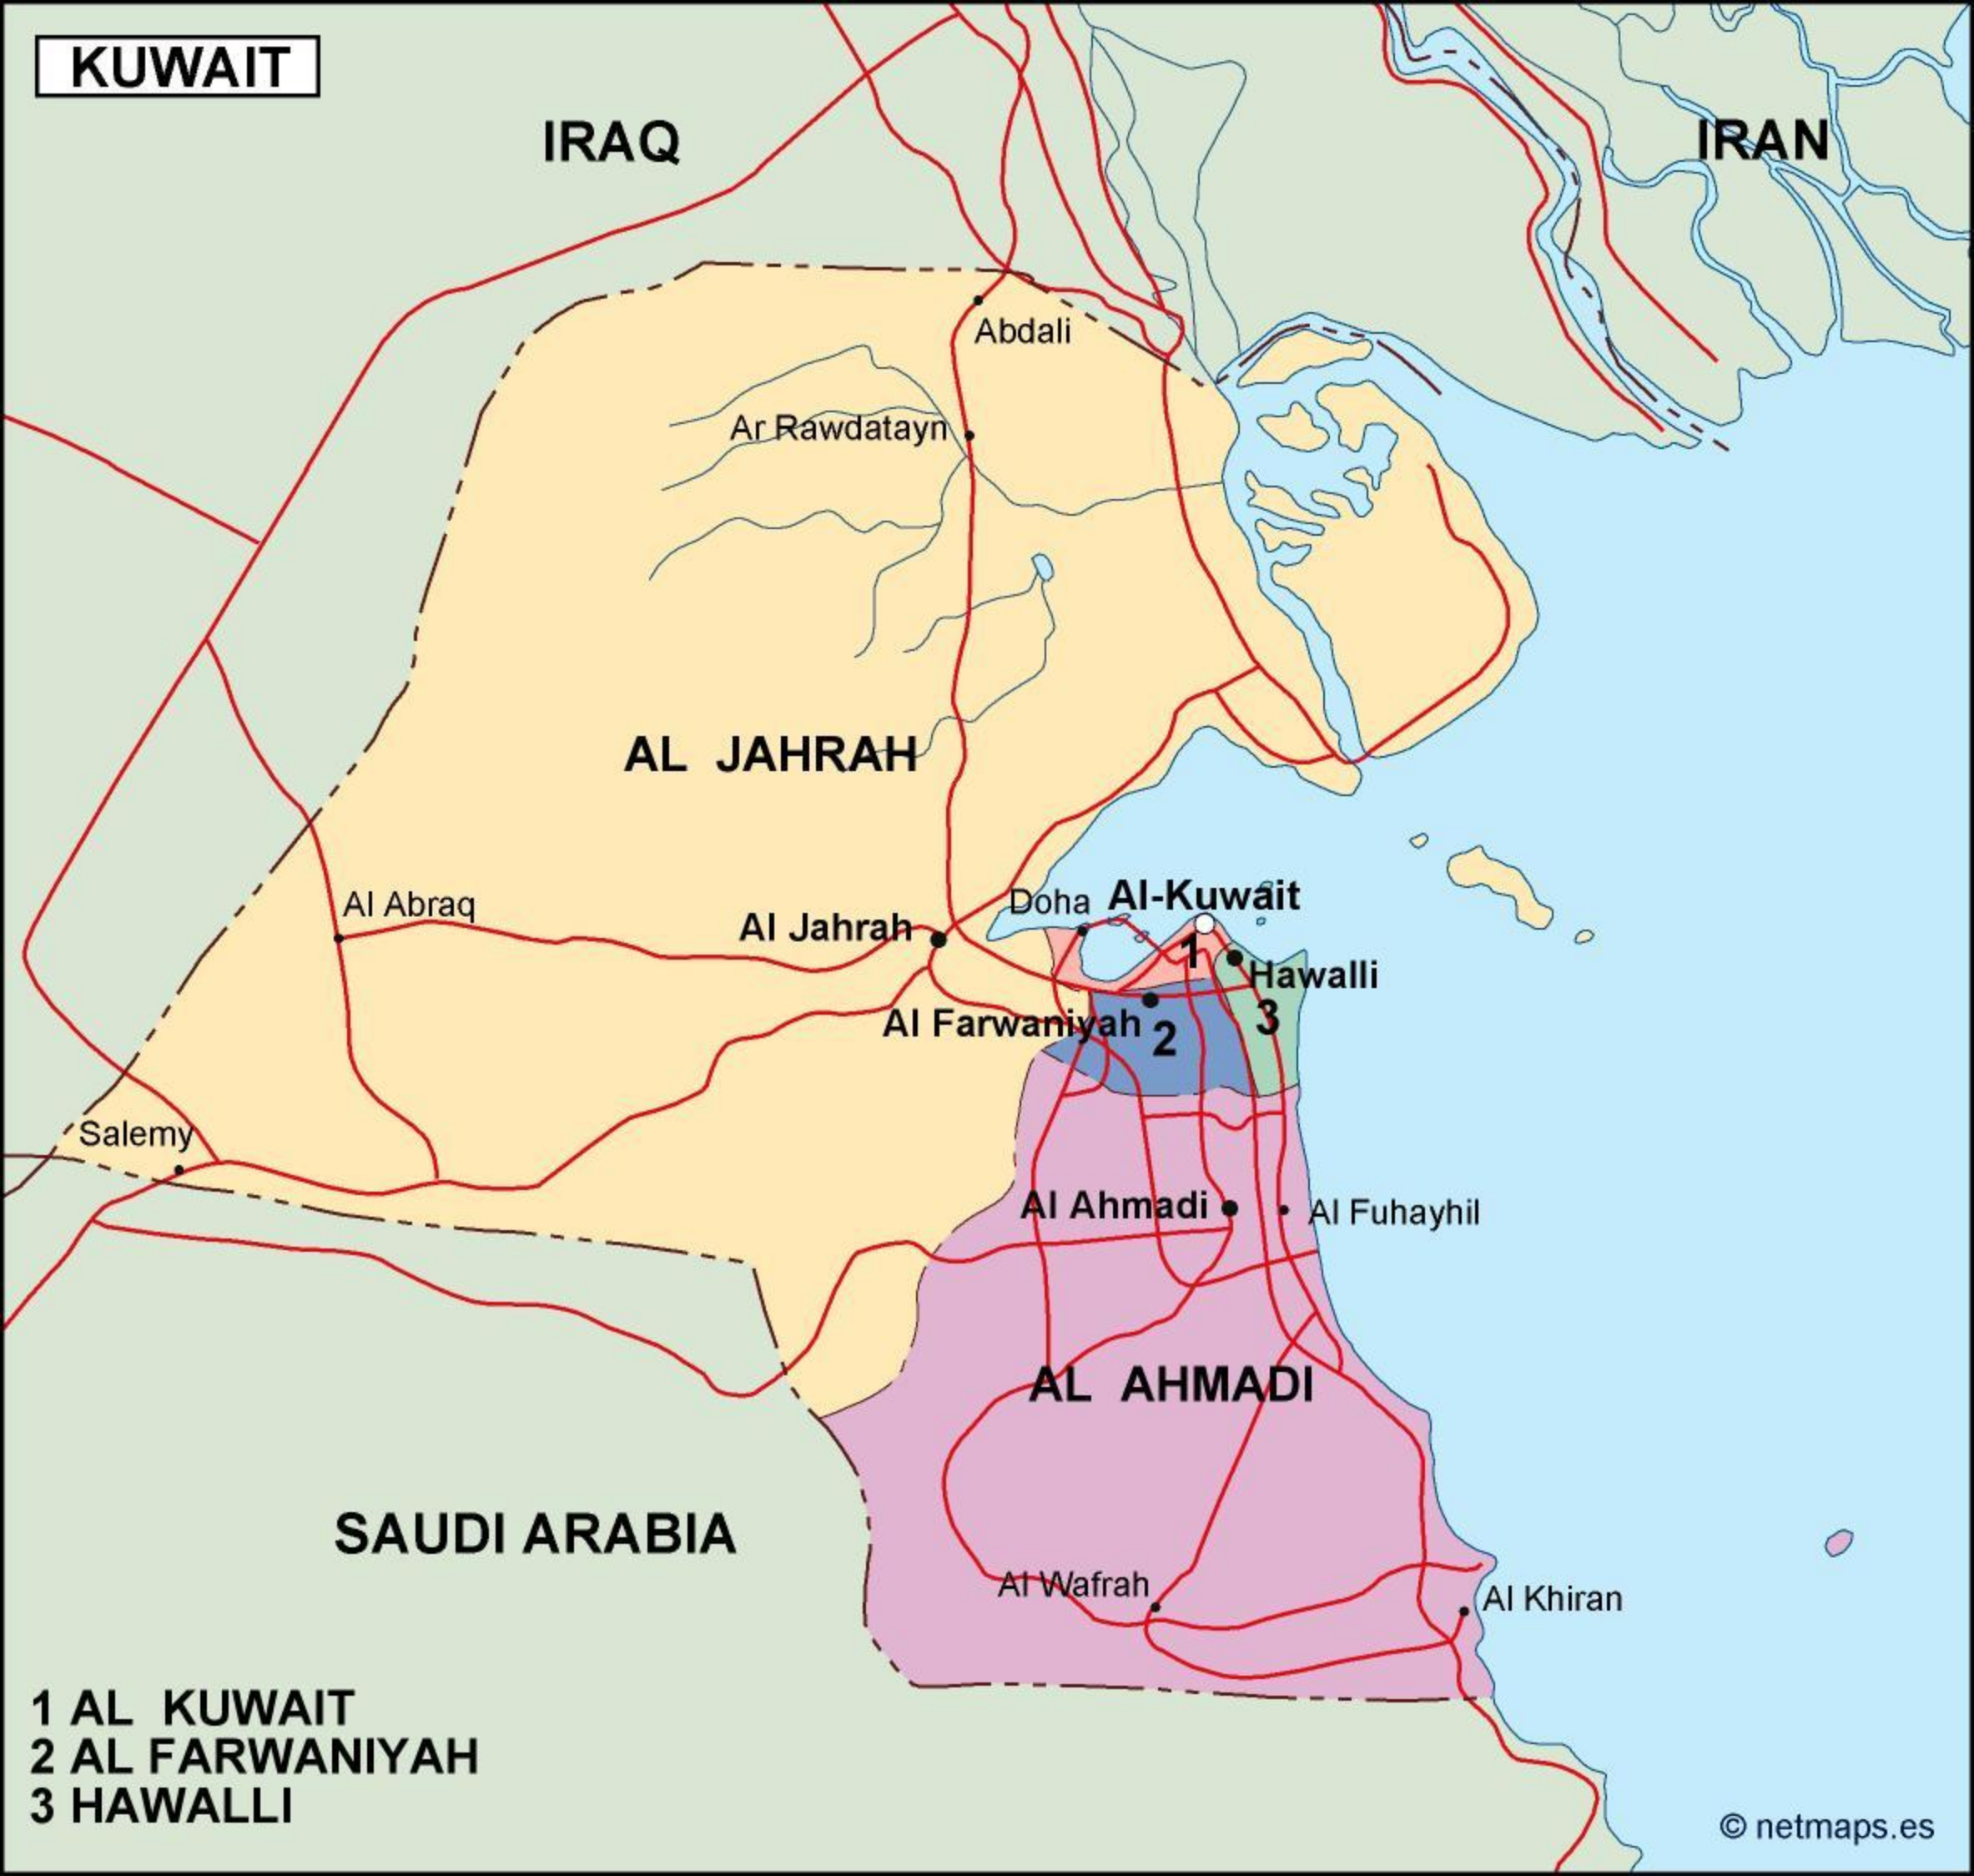 KUWAIT
IRAQ
IRAN
Abdali
Ar Rawdatayn
AL JAHRAH
Al Abraq
Doha
Al-Kuwait
Al Jahrah
1
Hawalli
Al Farwaniyah
2
3
Salemy
Al Ahmadi
Al Fuhayhil
AL AHMADI
SAUDI ARABIA
Al Wafrah
Al Khiran
1 AL KUWAIT
2 AL FARWANIYAH
3 HAWALLI
© netmaps.es